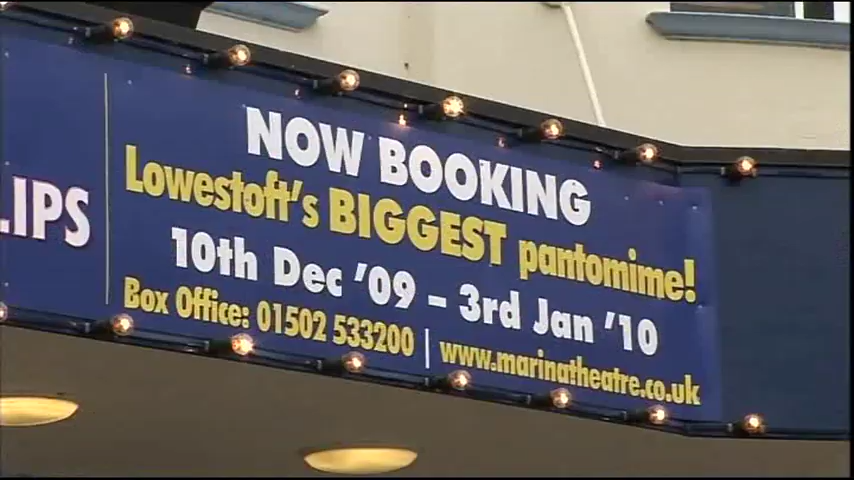 LIPS
NOW BOOKING
Lowestoft's BIGGEST pantomime!
10th Dec '09 – 3rd Jan '10
Box Office: 01502 533200 | www.marinatheatre.co.uk